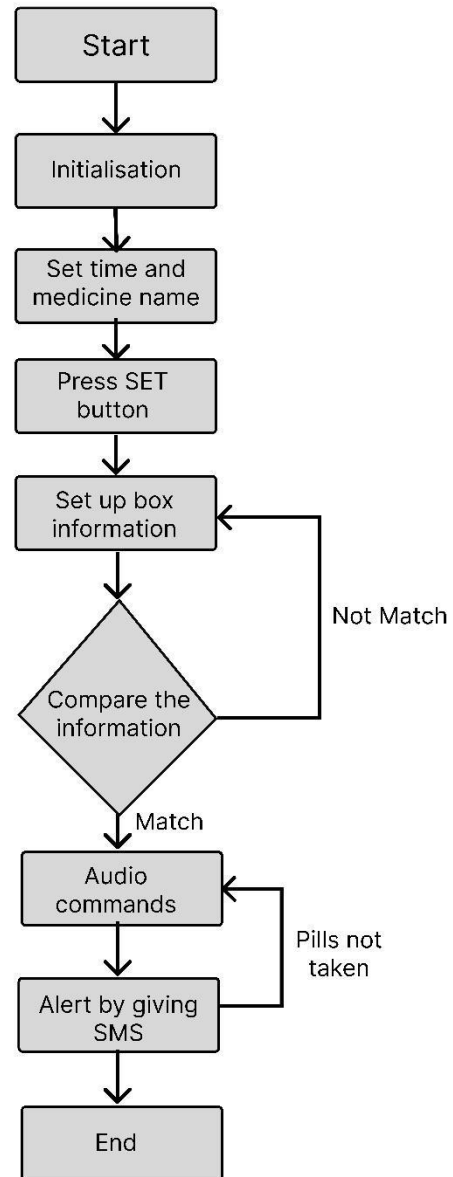 Start
Initialisation
Set time and
medicine name
Press SET
button
Set up box
information
Not Match
Compare the
information
Match
Audio
commands
Pills not
taken
Alert by giving
SMS
End